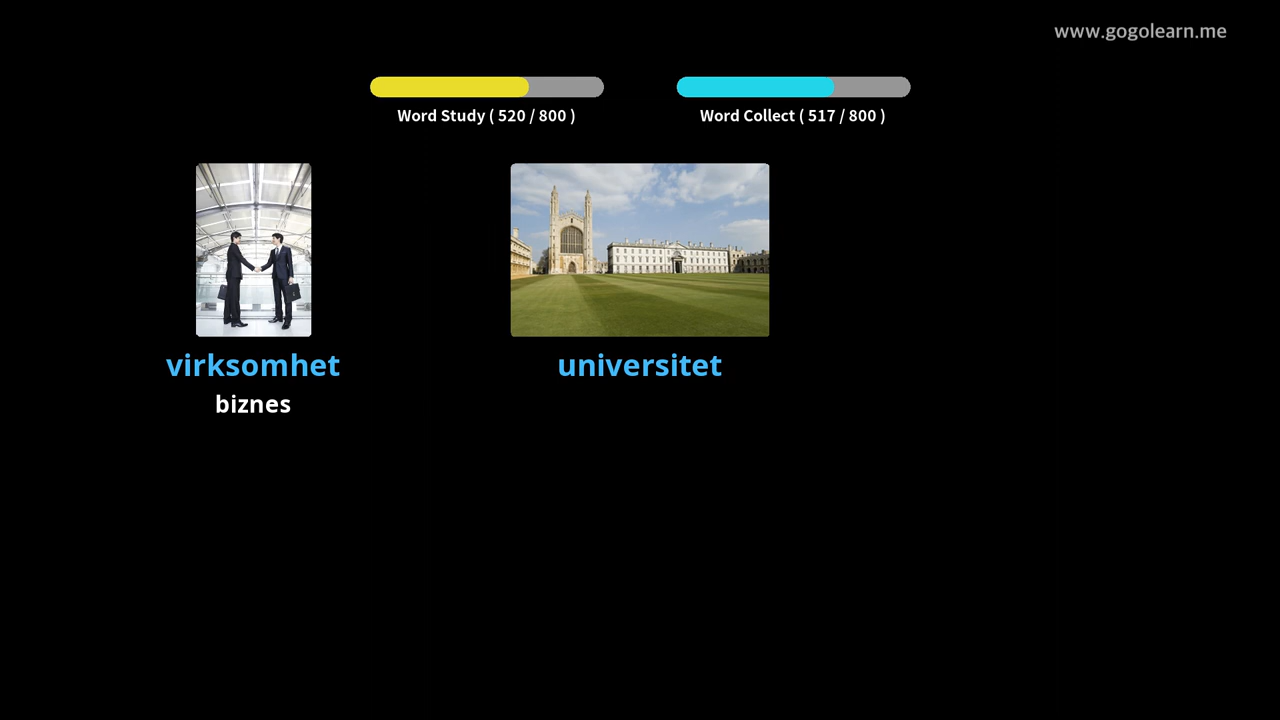 www.gogolearn.me
Word Study ( 520 / 800 )
Word Collect ( 517 / 800 )
virksomhet
biznes
universitet